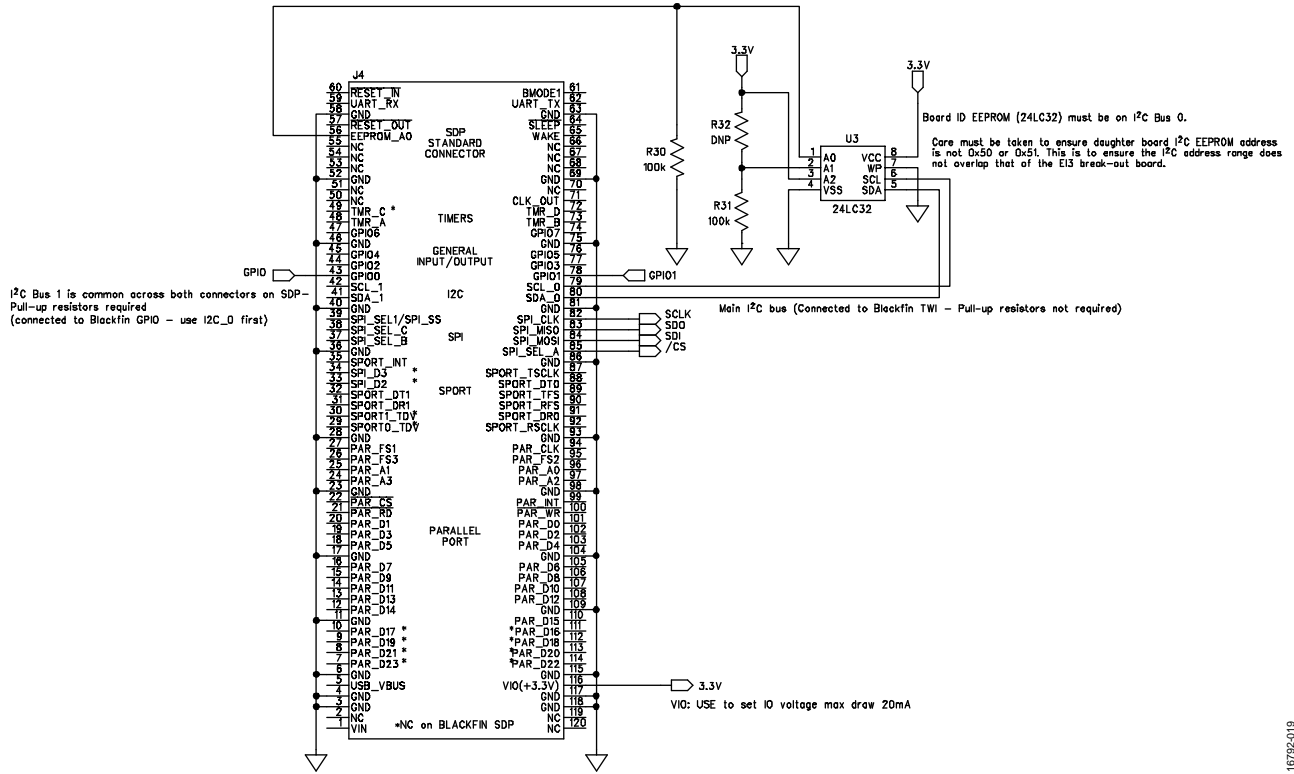 J4
60 RESET_IN BMODE1 61
59 UART_RX UART_TX 62
58 GND GND 63
57 RESET_OUT SLEEP 64
56 EEPROM_A0 WAKE 65
SDP
STANDARD
CONNECTOR
55 NC NC 66
54 NC NC 67
53 NC NC 68
52 GND GND 69
51 NC NC 70
50 NC CLK_OUT 71
49 TMR_C * TMR_D 72
48 TMR_A TIMERS TMR_B 73
47 GPIO6 GPIO7 74
46 GND GND 75
45 GPIO4 GPIO5 76
GENERAL
INPUT/OUTPUT
44 GPIO2 GPIO3 77
GPIO 43 GPIO0 GPIO1 78 GPIO1
42 SCL_1 SCL_0 79
41 SDA_1 I2C SDA_0 80
40 GND GND 81
39 SPI_SEL1/SPI_SS SPI_CLK 82 SCLK
38 SPI_SEL_C SPI_MISO 83 SDO
37 SPI_SEL_B SPI SPI_MOSI 84 SDI
36 GND SPI_SEL_A 85 /CS
35 SPORT_INT GND 86
34 SPI_D3 * SPORT_TSCLK 87
33 SPI_D2 * SPORT_DT0 88
32 SPORT_DT1 SPORT SPORT_TFS 89
31 SPORT_DR1 SPORT_RFS 90
30 SPORT1_TDV* SPORT_DR0 91
29 SPORT0_TDV* SPORT_RSCLK 92
28 GND GND 93
27 PAR_FS1 PAR_CLK 94
26 PAR_FS3 PAR_FS2 95
25 PAR_A1 PAR_A0 96
24 PAR_A3 PAR_A2 97
23 GND GND 98
22 PAR_CS PAR_INT 99
21 PAR_RD PAR_WR 100
20 PAR_D1 PAR_D0 101
19 PAR_D3 PAR_D2 102
18 PAR_D5 PAR_D4 103
PARALLEL
PORT
17 GND GND 104
16 PAR_D7 PAR_D6 105
15 PAR_D9 PAR_D8 106
14 PAR_D11 PAR_D10 107
13 PAR_D13 PAR_D12 108
12 PAR_D14 GND 109
11 GND PAR_D15 110
10 PAR_D17 * *PAR_D16 111
9 PAR_D19 * *PAR_D18 112
8 PAR_D21 * *PAR_D20 113
7 PAR_D23 * *PAR_D22 114
6 GND GND 115
5 USB_VBUS VIO(+3.3V) 116 3.3V
4 GND GND 117
3 GND GND 118
2 NC NC 119
1 VIN *NC on BLACKFIN SDP NC 120
I²C Bus 1 is common across both connectors on SDP-
Pull-up resistors required
(connected to Blackfin GPIO - use I2C_0 first)
R30
100k
3.3V
R32
DNP
R31
100k
3.3V
U3
1 A0 VCC 8
2 A1 WP 7
3 A2 SCL 6
4 VSS SDA 5
24LC32
Board ID EEPROM (24LC32) must be on I²C Bus 0.
Care must be taken to ensure daughter board I²C EEPROM address
is not 0x50 or 0x51. This is to ensure the I²C address range does
not overlap that of the EI3 break-out board.
Main I²C bus (Connected to Blackfin TWI - Pull-up resistors not required)
VIO: USE to set IO voltage max draw 20mA
16792-019